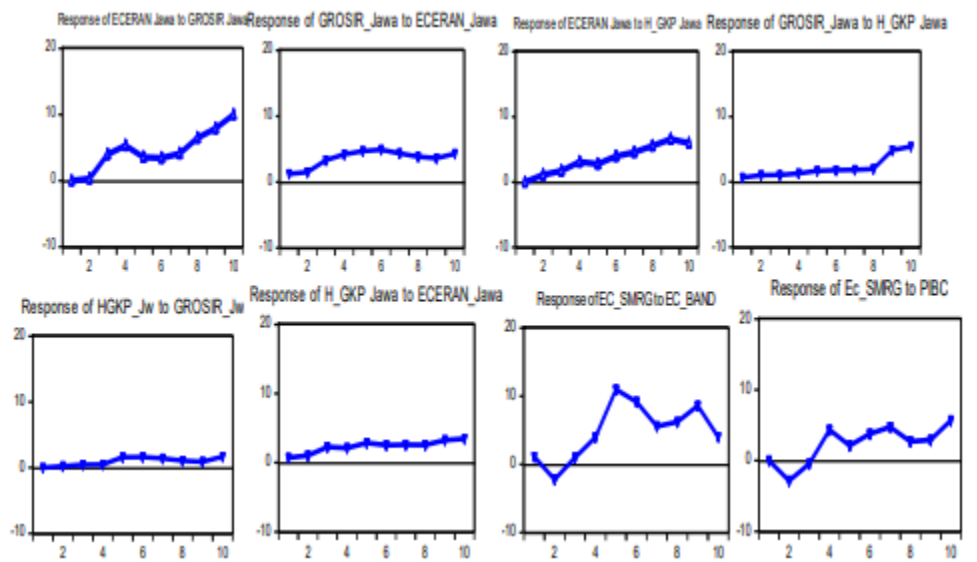 Response of ECERAN Jawa to GROSIR Jawa
20
10
0
-10
2 4 6 8 10
Response of GROSIR_Jawa to ECERAN_Jawa
20
10
0
-10
2 4 6 8 10
Response of ECERAN Jawa to H_GKP Jawa
20
10
0
-10
2 4 6 8 10
Response of GROSIR_Jawa to H_GKP Jawa
20
10
0
-10
2 4 6 8 10
Response of HGKP_Jw to GROSIR_Jw
20
10
0
-10
2 4 6 8 10
Response of H_GKP Jawa to ECERAN_Jawa
20
10
0
-10
2 4 6 8 10
Response of EC_SMRG to EC_BAND
20
10
0
-10
2 4 6 8 10
Response of Ec_SMRG to PIBC
20
10
0
-10
2 4 6 8 10